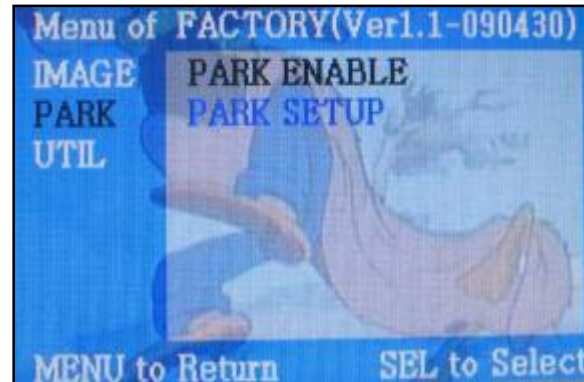 Menu of FACTORY(Ver1.1-090430)
IMAGE
PARK
UTIL
PARK ENABLE
PARK SETUP
MENU to Return
SEL to Select